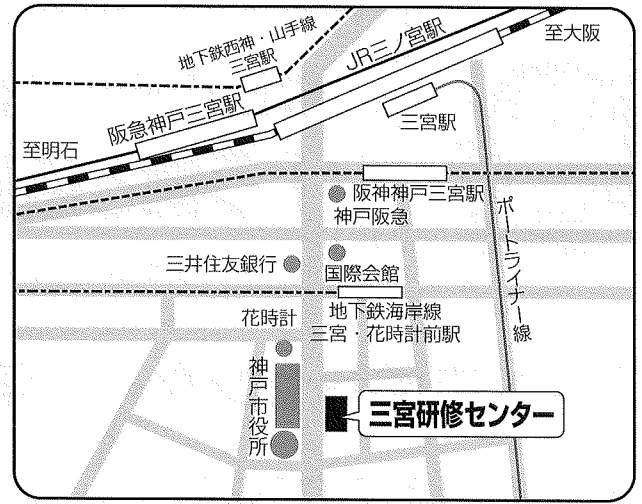 地下鉄西神・山手線
三宮駅
JR三ノ宮駅
至大阪
阪急神戸三宮駅
三宮駅
至明石
阪神神戸三宮駅
神戸阪急
ポートライナー線
三井住友銀行
国際会館
地下鉄海岸線
三宮・花時計前駅
花時計
神戸市役所
三宮研修センター